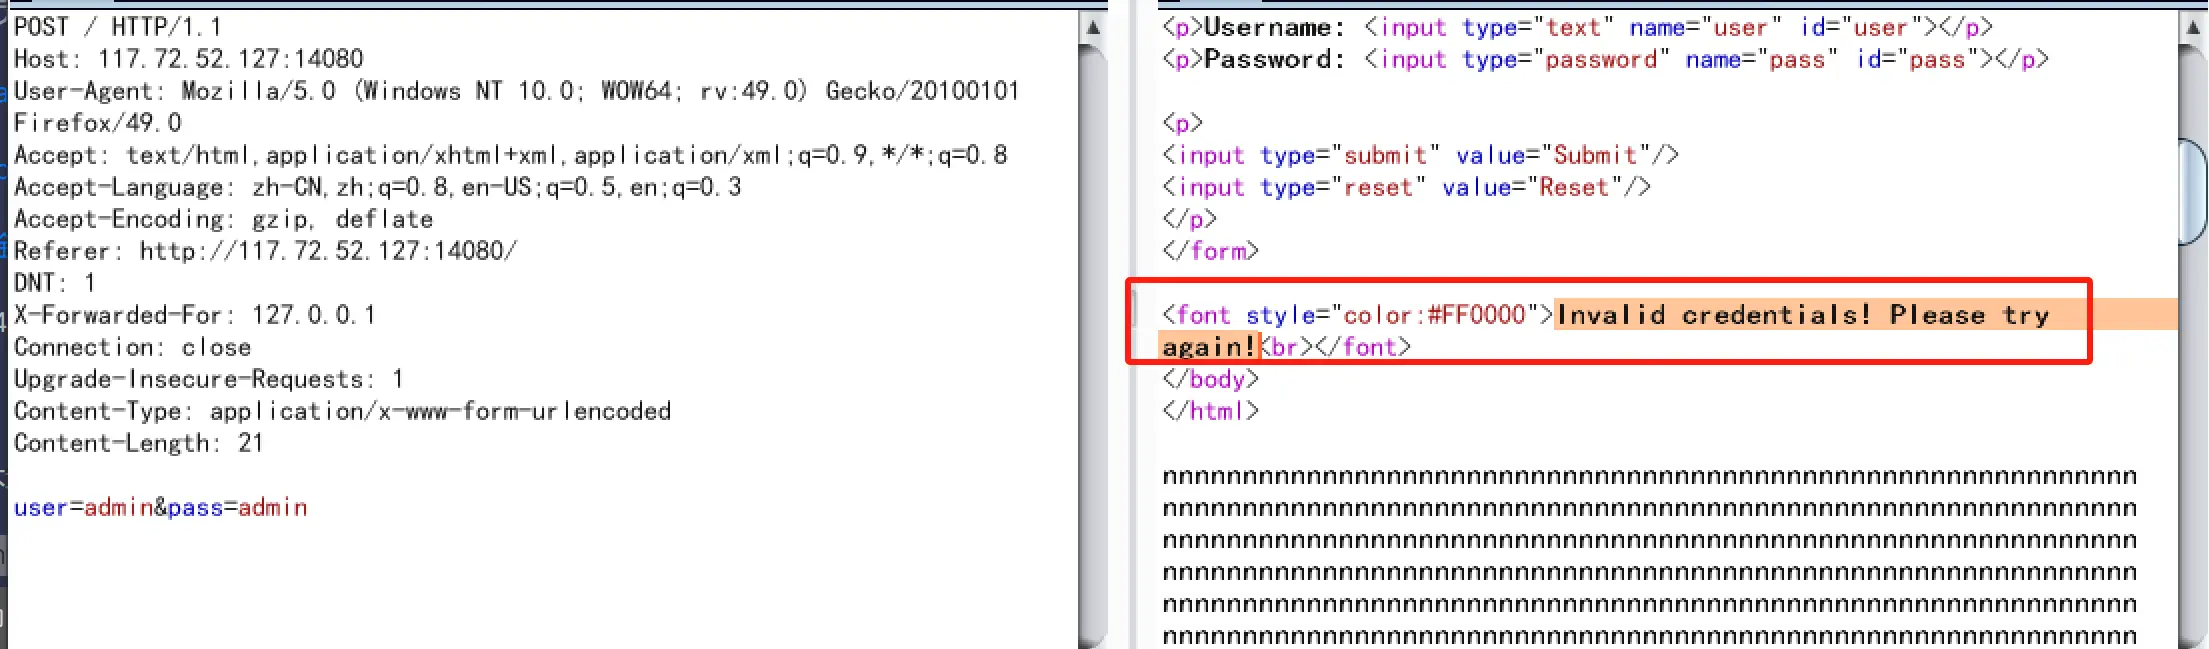 POST / HTTP/1.1
Host: 117.72.52.127:14080
User-Agent: Mozilla/5.0 (Windows NT 10.0; WOW64; rv:49.0) Gecko/20100101
Firefox/49.0
Accept: text/html,application/xhtml+xml,application/xml;q=0.9,*/*;q=0.8
Accept-Language: zh-CN,zh;q=0.8,en-US;q=0.5,en;q=0.3
Accept-Encoding: gzip, deflate
Referer: http://117.72.52.127:14080/
DNT: 1
X-Forwarded-For: 127.0.0.1
Connection: close
Upgrade-Insecure-Requests: 1
Content-Type: application/x-www-form-urlencoded
Content-Length: 21
user=admin&pass=admin
<p>Username: <input type="text" name="user" id="user"></p>
<p>Password: <input type="password" name="pass" id="pass"></p>
<p>
<input type="submit" value="Submit"/>
<input type="reset" value="Reset"/>
</p>
</form>
<font style="color:#FF0000">Invalid credentials! Please try
again!<br></font>
</body>
</html>
nnnnnnnnnnnnnnnnnnnnnnnnnnnnnnnnnnnnnnnnnnnnnnnnnnnnnnnnnnnnnnnnnnnnnn
nnnnnnnnnnnnnnnnnnnnnnnnnnnnnnnnnnnnnnnnnnnnnnnnnnnnnnnnnnnnnnnnnnnnnn
nnnnnnnnnnnnnnnnnnnnnnnnnnnnnnnnnnnnnnnnnnnnnnnnnnnnnnnnnnnnnnnnnnnnnn
nnnnnnnnnnnnnnnnnnnnnnnnnnnnnnnnnnnnnnnnnnnnnnnnnnnnnnnnnnnnnnnnnnnnnn
nnnnnnnnnnnnnnnnnnnnnnnnnnnnnnnnnnnnnnnnnnnnnnnnnnnnnnnnnnnnnnnnnnnnnn
nnnnnnnnnnnnnnnnnnnnnnnnnnnnnnnnnnnnnnnnnnnnnnnnnnnnnnnnnnnnnnnnnnnnnn